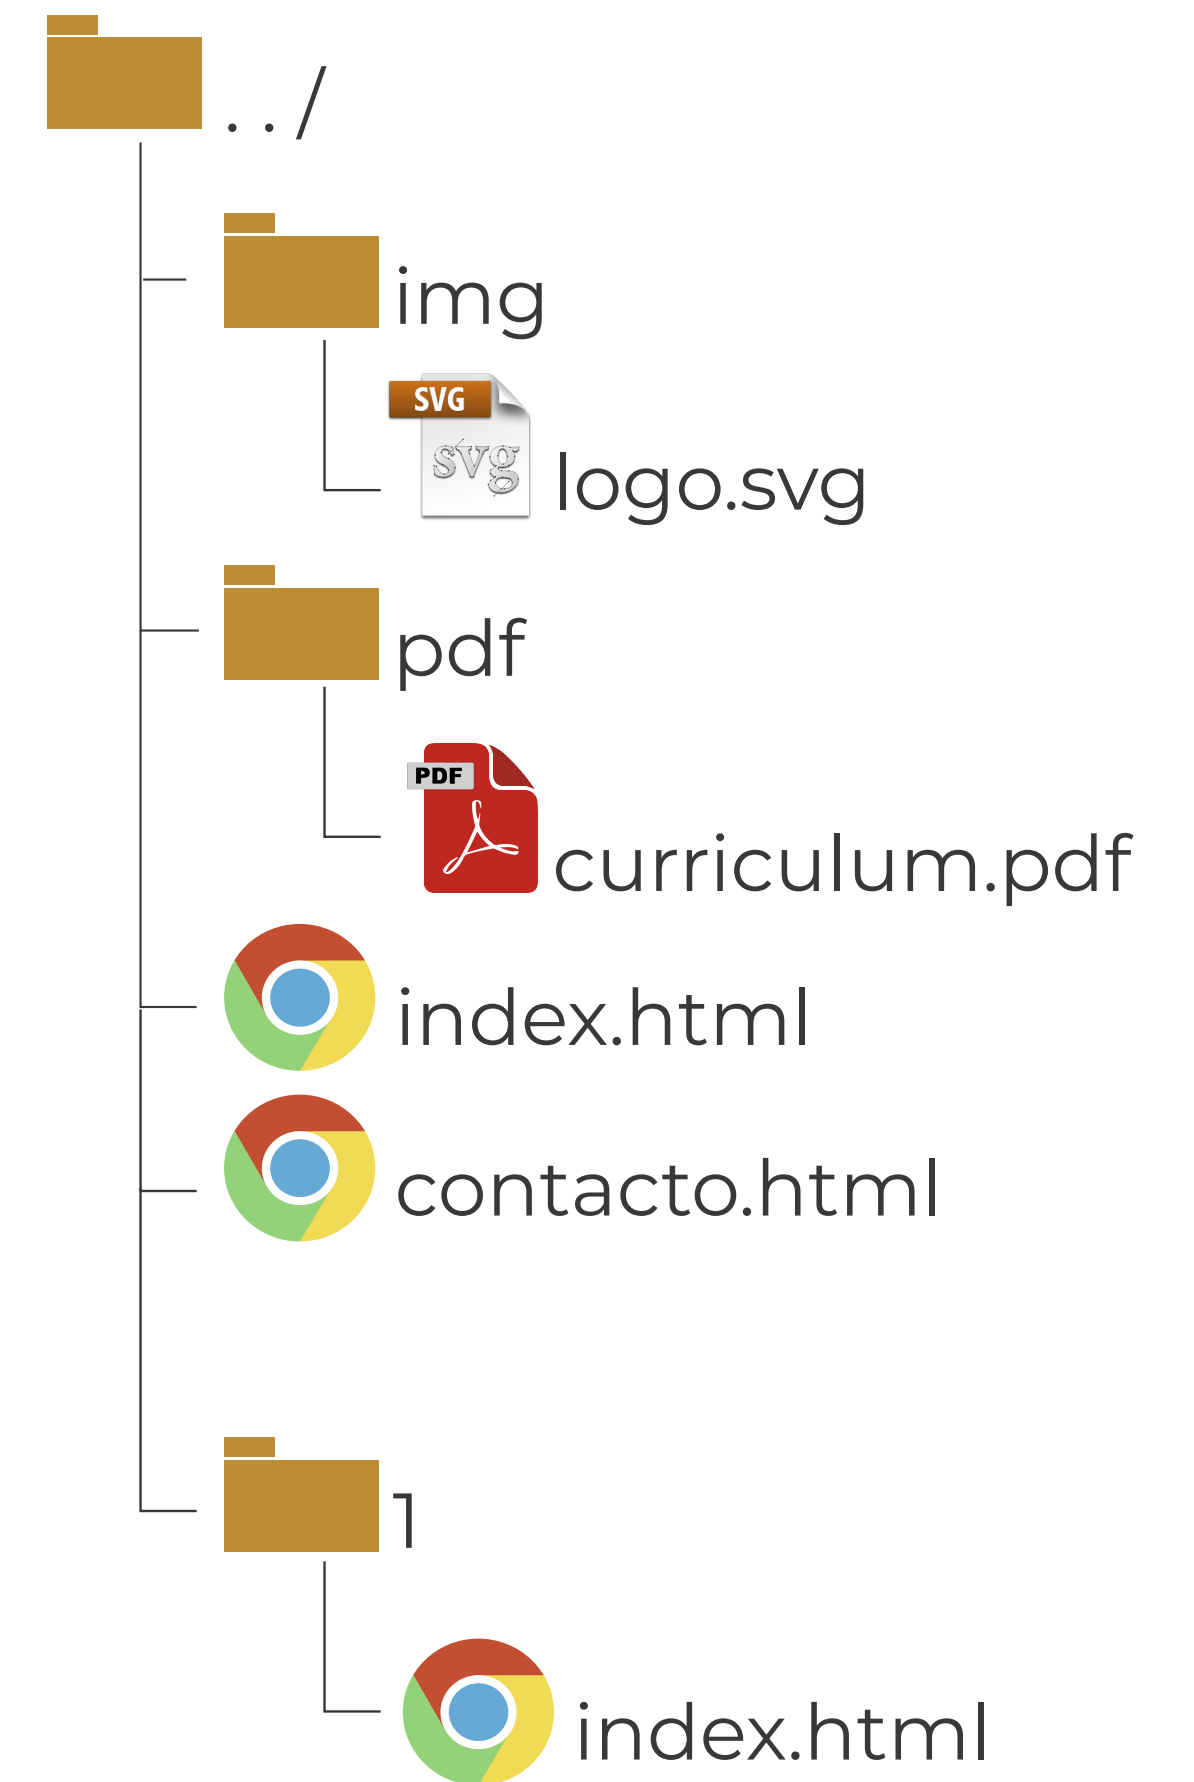 ../
img
SVG
svg
logo.svg
pdf
PDF
curriculum.pdf
index.html
contacto.html
1
index.html